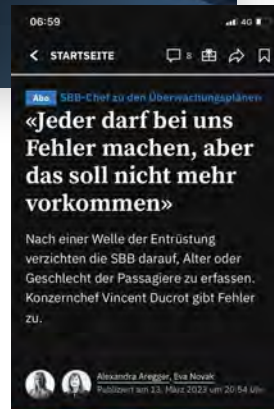 06:59
4G
STARTSEITE
8
Abo SBB-Chef zu den Überwachungsplänen
«Jeder darf bei uns
Fehler machen, aber
das soll nicht mehr
vorkommen»
Nach einer Welle der Entrüstung
verzichten die SBB darauf, Alter oder
Geschlecht der Passagiere zu erfassen.
Konzernchef Vincent Ducrot gibt Fehler
zu.
Alexandra Aregger, Eva Novak
Publiziert am 13. März 2023 um 20:54 Uhr